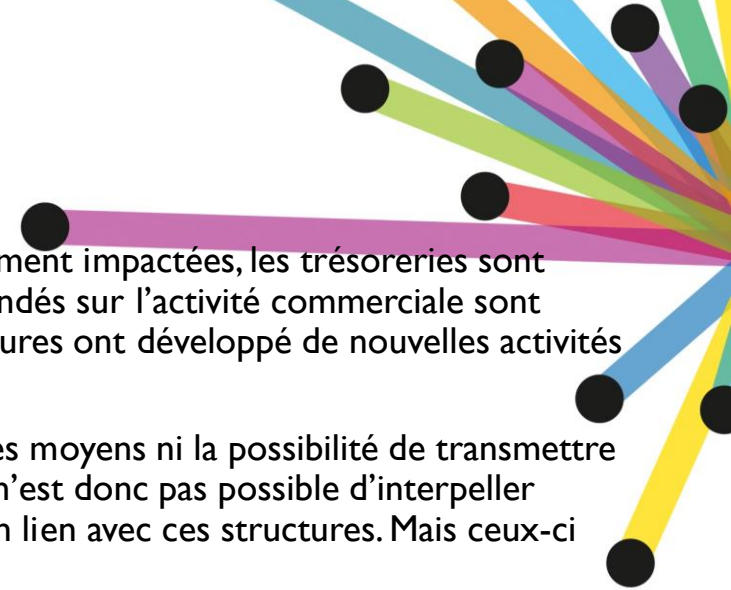 ment impactées, les trésoreries sont
ndés sur l’activité commerciale sont
ures ont développé de nouvelles activités
es moyens ni la possibilité de transmettre
n’est donc pas possible d’interpeller
n lien avec ces structures. Mais ceux-ci